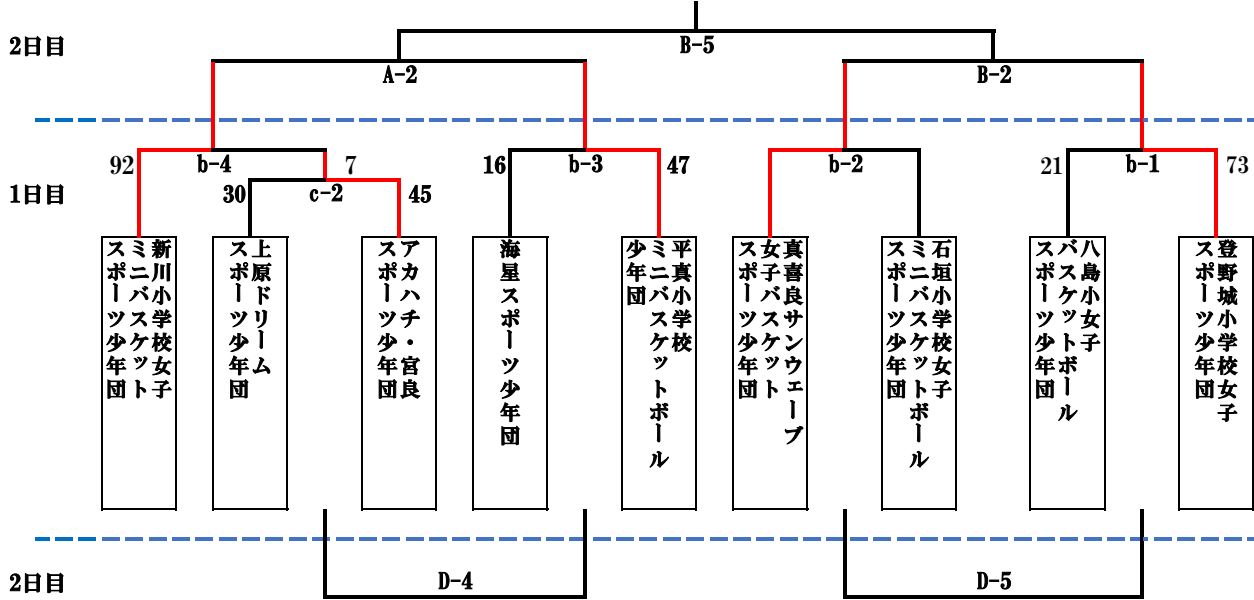 B-5
2日目
A-2
B-2
92
b-4
7
16
b-3
47
b-2
21
b-1
73
1日目
30
c-2
45
新川小学校女子
ミニバスケット
スポーツ少年団
上原ドリーム
スポーツ少年団
アカハチ・宮良
スポーツ少年団
海星スポーツ少年団
平真小学校
ミニバスケットボール
少年団
真喜良サンウェーブ
女子バスケット
スポーツ少年団
石垣小学校女子
ミニバスケットボール
スポーツ少年団
八島小女子
バスケットボール
スポーツ少年団
登野城小学校女子
スポーツ少年団
2日目
D-4
D-5